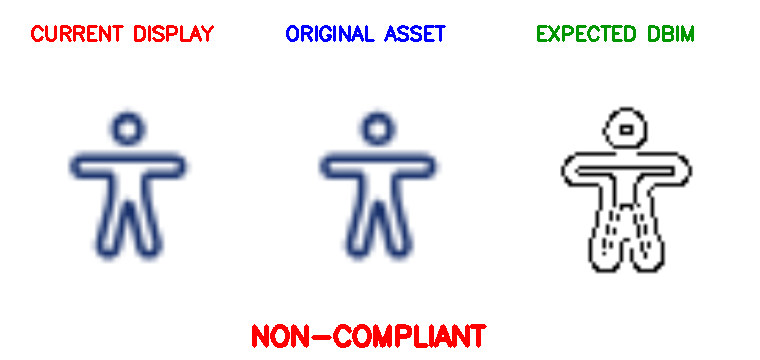 CURRENT DISPLAY ORIGINAL ASSET EXPECTED DBIM
NON-COMPLIANT